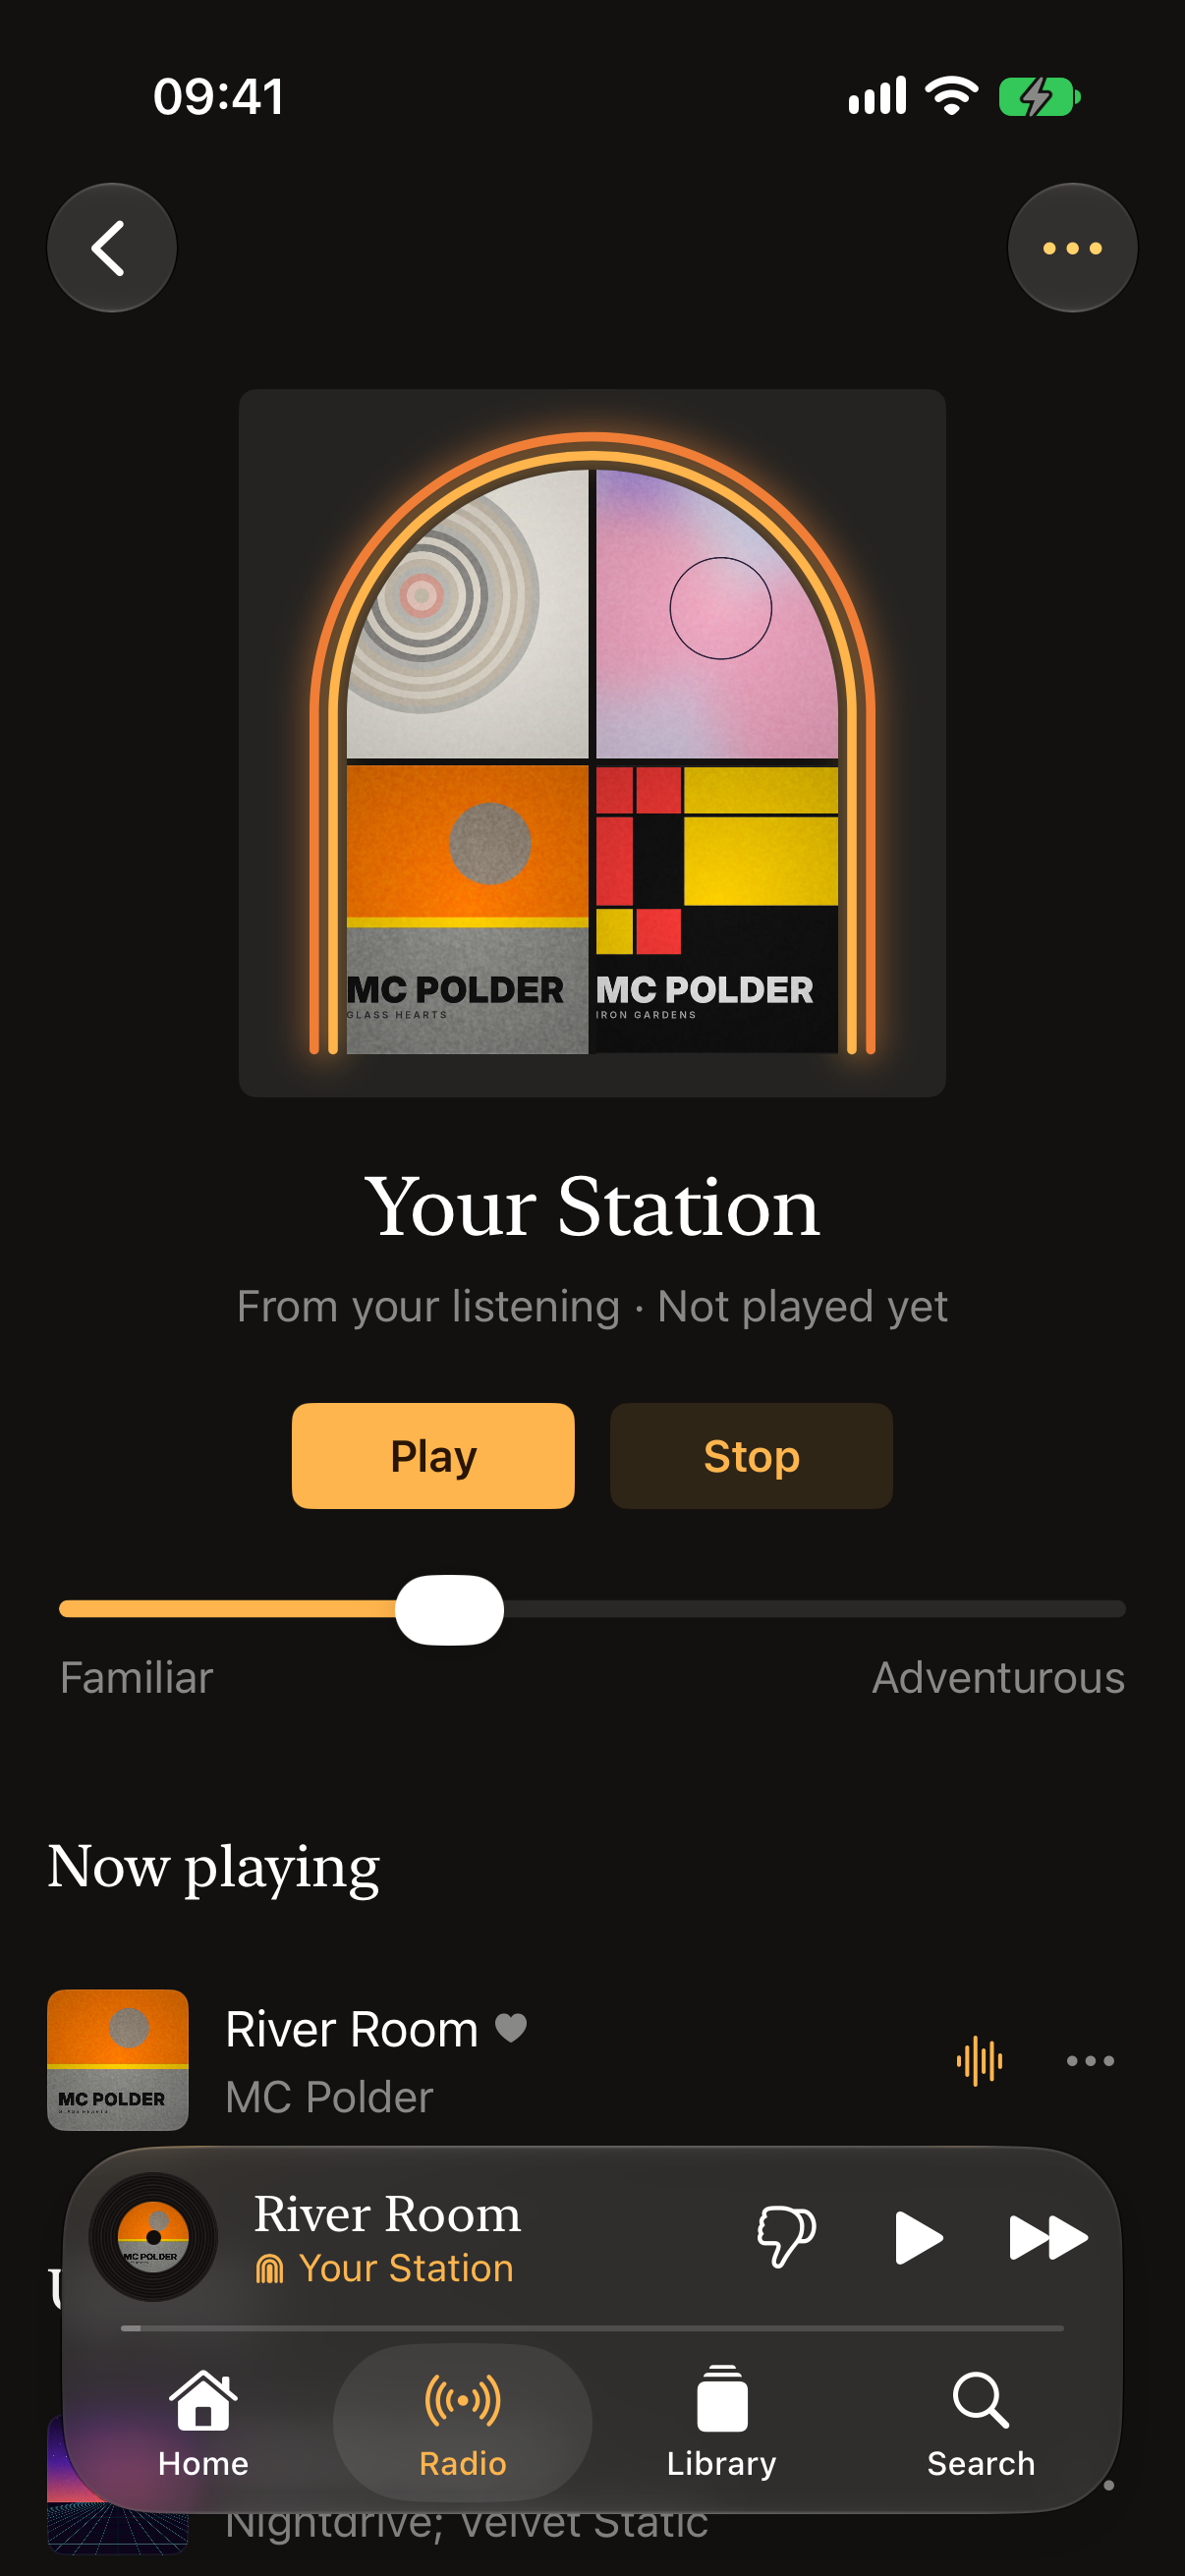 09:41
MC POLDER
GLASS HEARTS
MC POLDER
IRON GARDENS
Your Station
From your listening · Not played yet
Play
Stop
Familiar
Adventurous
Now playing
River Room
MC Polder
MC POLDER
River Room
Your Station
MC POLDER
Home
Radio
Library
Search
Nightdrive; Velvet Static